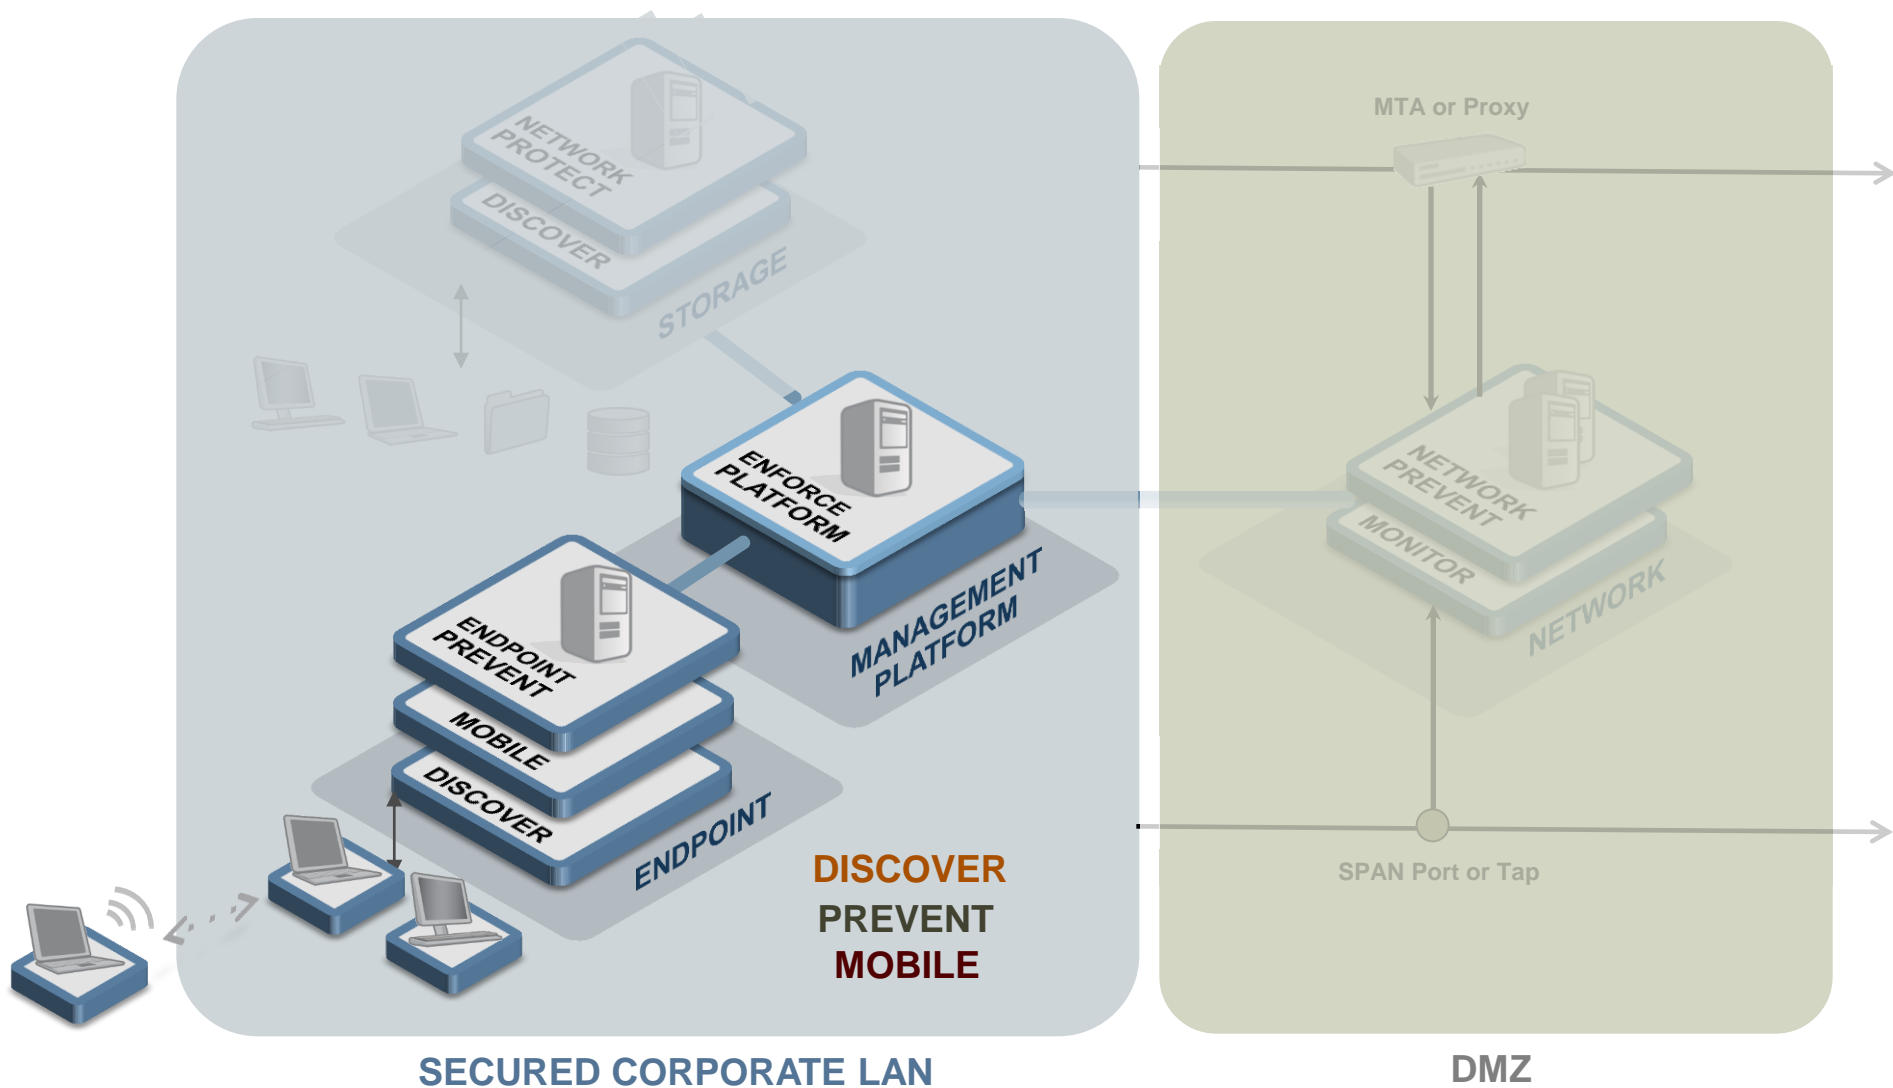 MTA or Proxy
NETWORK
PROTECT
DISCOVER
STORAGE
ENFORCE
PLATFORM
MANAGEMENT
PLATFORM
NETWORK
PREVENT
MONITOR
NETWORK
ENDPOINT
PREVENT
MOBILE
DISCOVER
ENDPOINT
DISCOVER
PREVENT
MOBILE
SPAN Port or Tap
SECURED CORPORATE LAN
DMZ